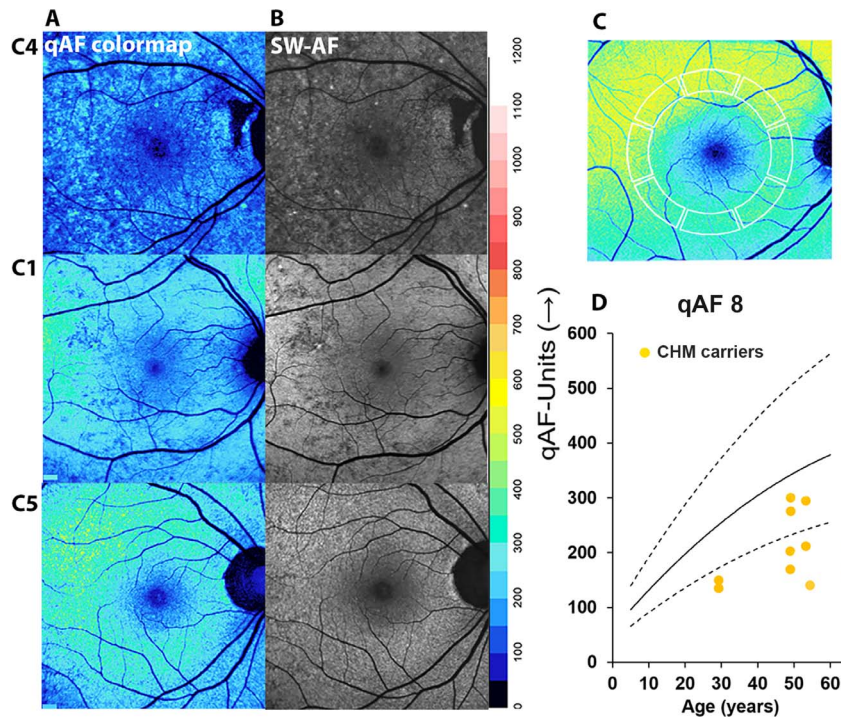 A
B
C
C4
qAF colormap
SW-AF
C1
C5
1200
1100
1000
900
800
700
600
500
400
300
200
100
0
D
qAF 8
CHM carriers
qAF-Units (→)
600
500
400
300
200
100
0
0 10 20 30 40 50 60
Age (years)